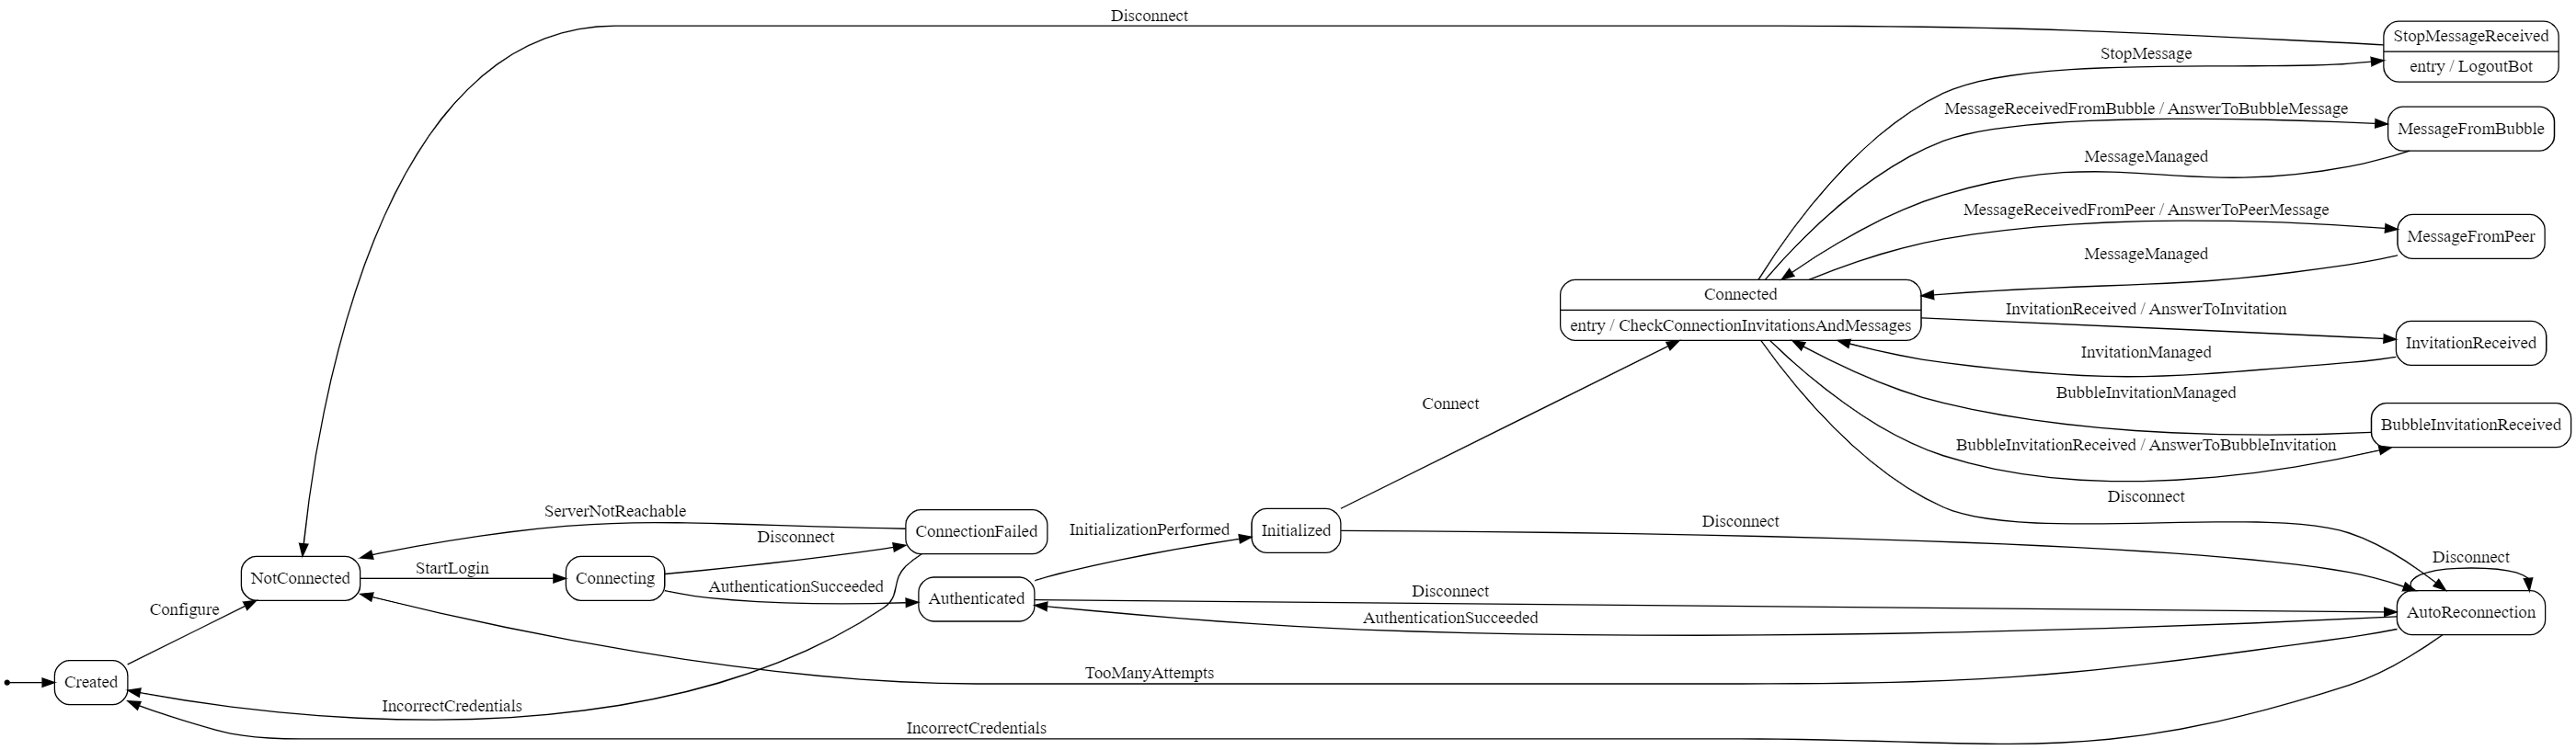 Disconnect
StopMessageReceived
entry / LogoutBot
StopMessage
MessageReceivedFromBubble / AnswerToBubbleMessage
MessageFromBubble
MessageManaged
MessageReceivedFromPeer / AnswerToPeerMessage
MessageFromPeer
MessageManaged
Connected
entry / CheckConnectionInvitationsAndMessages
InvitationReceived / AnswerToInvitation
InvitationReceived
InvitationManaged
BubbleInvitationManaged
Connect
BubbleInvitationReceived
BubbleInvitationReceived / AnswerToBubbleInvitation
Disconnect
ServerNotReachable
ConnectionFailed
InitializationPerformed
Initialized
Disconnect
Disconnect
Disconnect
NotConnected
StartLogin
Connecting
AuthenticationSucceeded
Authenticated
Disconnect
AuthenticationSucceeded
AutoReconnection
Configure
Created
TooManyAttempts
IncorrectCredentials
IncorrectCredentials